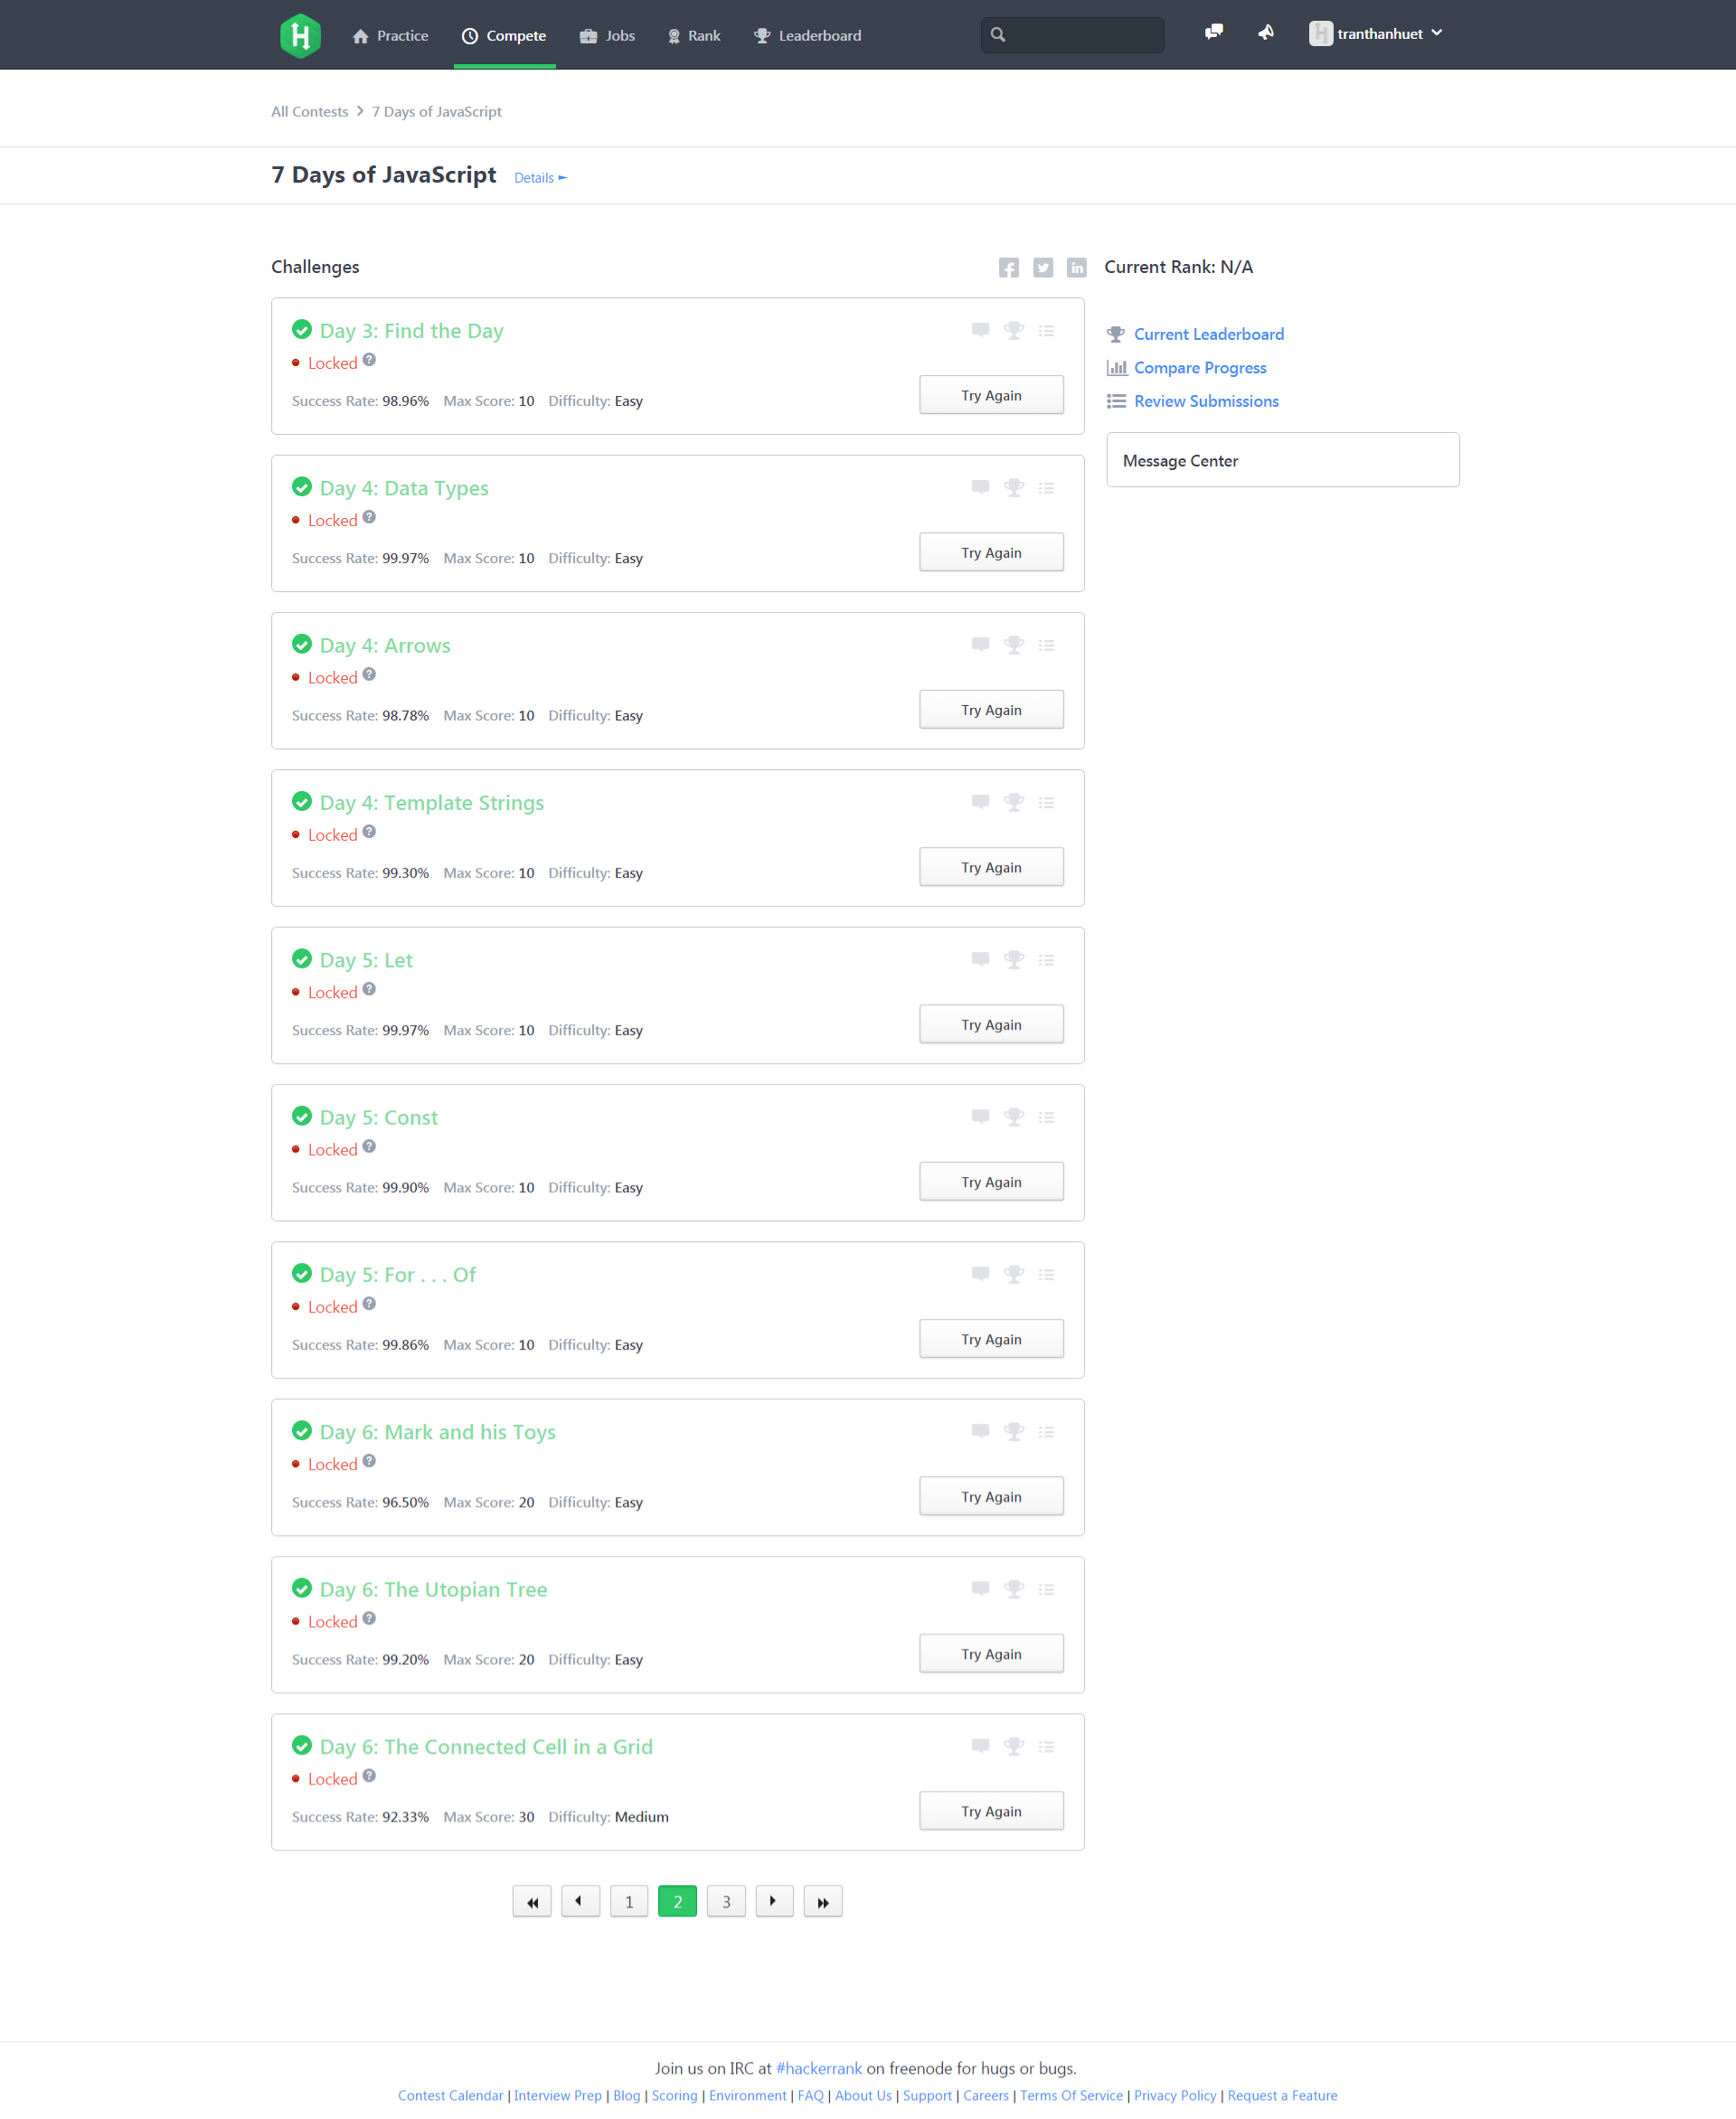 H Practice Compete Jobs Rank Leaderboard tranthanhuet
All Contests > 7 Days of JavaScript
7 Days of JavaScript Details ►
Challenges
Current Rank: N/A
Day 3: Find the Day
Locked ?
Success Rate: 98.96% Max Score: 10 Difficulty: Easy
Try Again
Day 4: Data Types
Locked ?
Success Rate: 99.97% Max Score: 10 Difficulty: Easy
Try Again
Day 4: Arrows
Locked ?
Success Rate: 98.78% Max Score: 10 Difficulty: Easy
Try Again
Day 4: Template Strings
Locked ?
Success Rate: 99.30% Max Score: 10 Difficulty: Easy
Try Again
Day 5: Let
Locked ?
Success Rate: 99.97% Max Score: 10 Difficulty: Easy
Try Again
Day 5: Const
Locked ?
Success Rate: 99.90% Max Score: 10 Difficulty: Easy
Try Again
Day 5: For . . . Of
Locked ?
Success Rate: 99.86% Max Score: 10 Difficulty: Easy
Try Again
Day 6: Mark and his Toys
Locked ?
Success Rate: 96.50% Max Score: 20 Difficulty: Easy
Try Again
Day 6: The Utopian Tree
Locked ?
Success Rate: 99.20% Max Score: 20 Difficulty: Easy
Try Again
Day 6: The Connected Cell in a Grid
Locked ?
Success Rate: 92.33% Max Score: 30 Difficulty: Medium
Try Again
1 2 3
Current Leaderboard
Compare Progress
Review Submissions
Message Center
Join us on IRC at #hackerrank on freenode for hugs or bugs.
Contest Calendar | Interview Prep | Blog | Scoring | Environment | FAQ | About Us | Support | Careers | Terms Of Service | Privacy Policy | Request a Feature